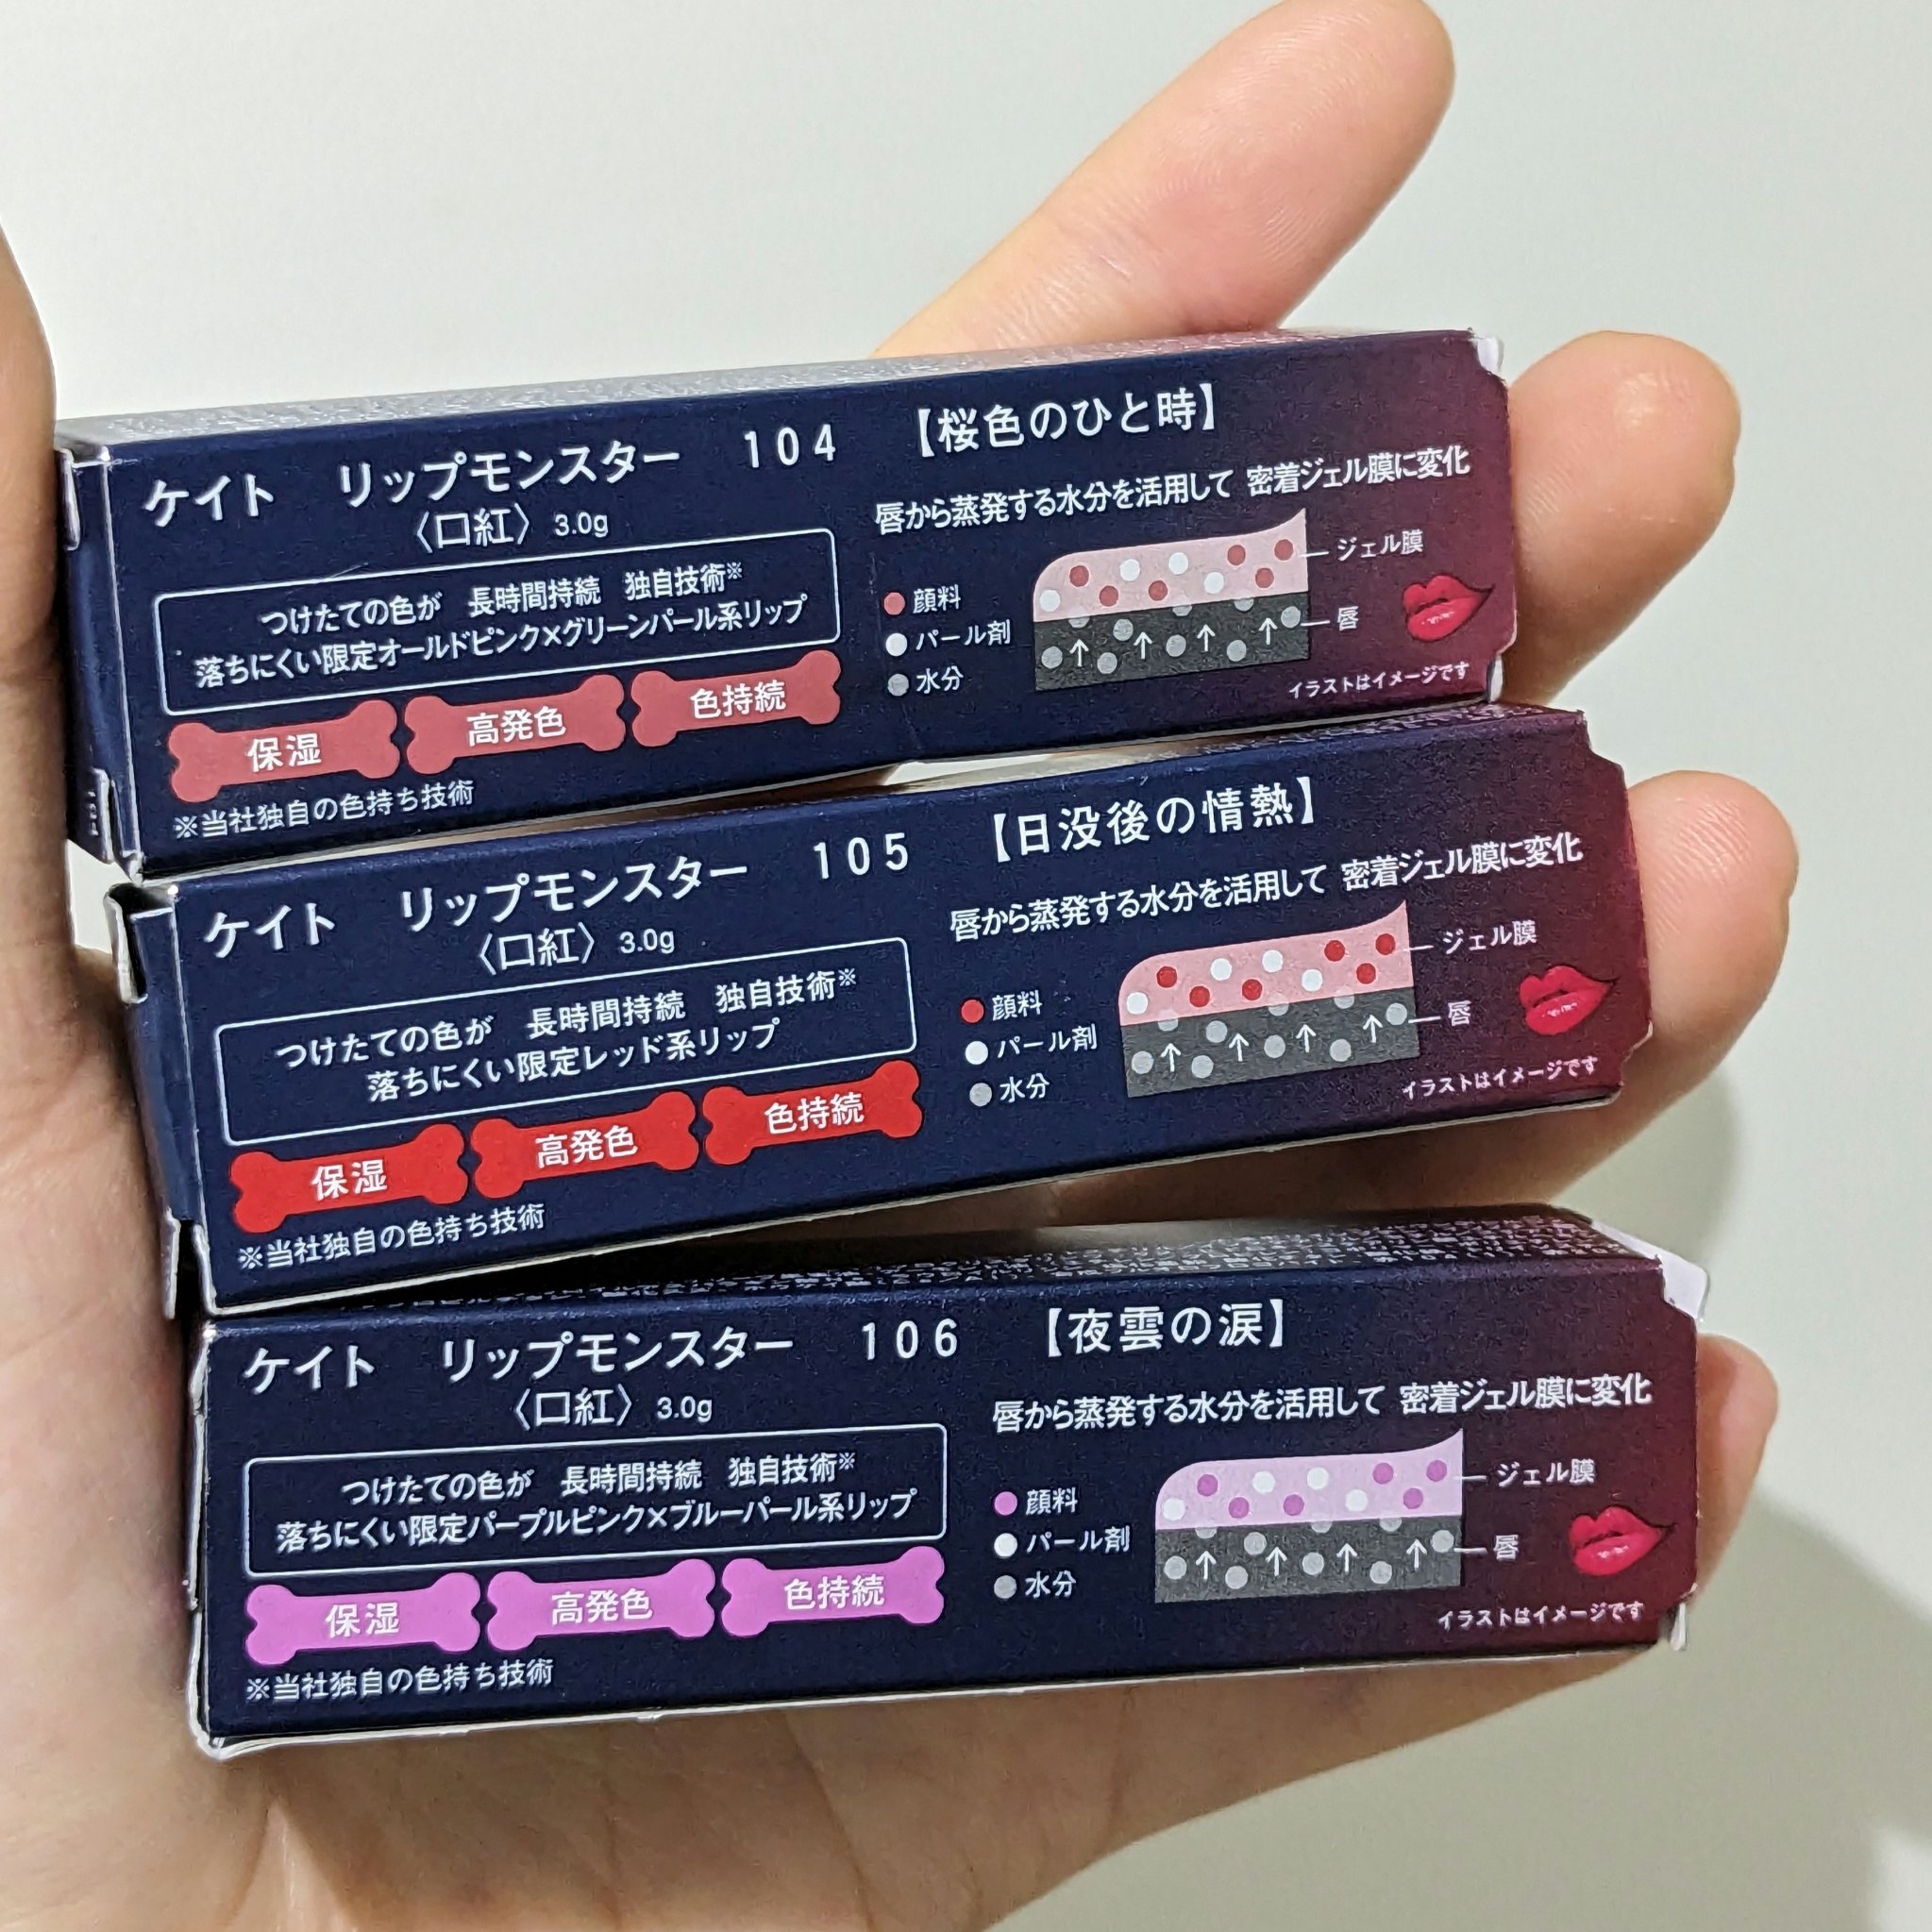 ケイト　リップモンスター　104　【桜色のひと時】
〈口紅〉3.0g
つけたての色が　長時間持続　独自技術※
落ちにくい限定オールドピンク×グリーンパール系リップ
保湿　高発色　色持続
※当社独自の色持ち技術
唇から蒸発する水分を活用して 密着ジェル膜に変化
顔料
パール剤
水分
ジェル膜
唇
イラストはイメージです
ケイト　リップモンスター　105　【日没後の情熱】
〈口紅〉3.0g
つけたての色が　長時間持続　独自技術※
落ちにくい限定レッド系リップ
保湿　高発色　色持続
※当社独自の色持ち技術
唇から蒸発する水分を活用して 密着ジェル膜に変化
顔料
パール剤
水分
ジェル膜
唇
イラストはイメージです
ケイト　リップモンスター　106　【夜雲の涙】
〈口紅〉3.0g
つけたての色が　長時間持続　独自技術※
落ちにくい限定パープルピンク×ブルーパール系リップ
保湿　高発色　色持続
※当社独自の色持ち技術
唇から蒸発する水分を活用して 密着ジェル膜に変化
顔料
パール剤
水分
ジェル膜
唇
イラストはイメージです